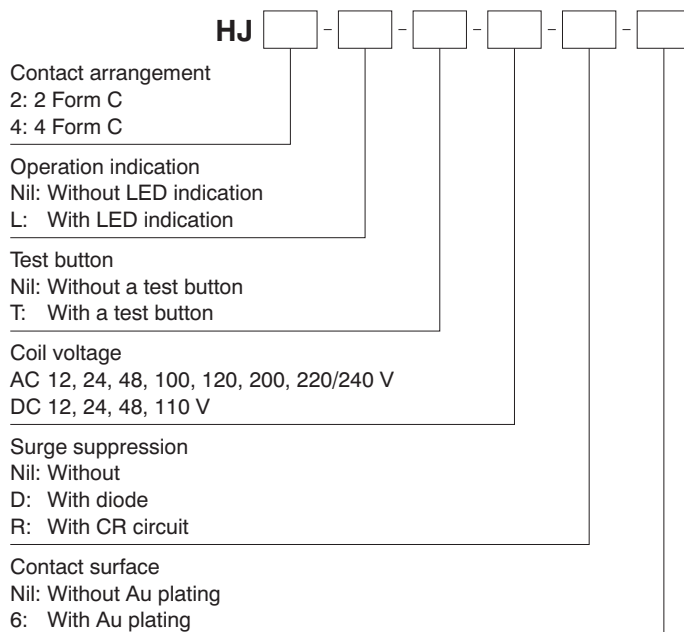 HJ - - - - -
Contact arrangement
2: 2 Form C
4: 4 Form C
Operation indication
Nil: Without LED indication
L: With LED indication
Test button
Nil: Without a test button
T: With a test button
Coil voltage
AC 12, 24, 48, 100, 120, 200, 220/240 V
DC 12, 24, 48, 110 V
Surge suppression
Nil: Without
D: With diode
R: With CR circuit
Contact surface
Nil: Without Au plating
6: With Au plating